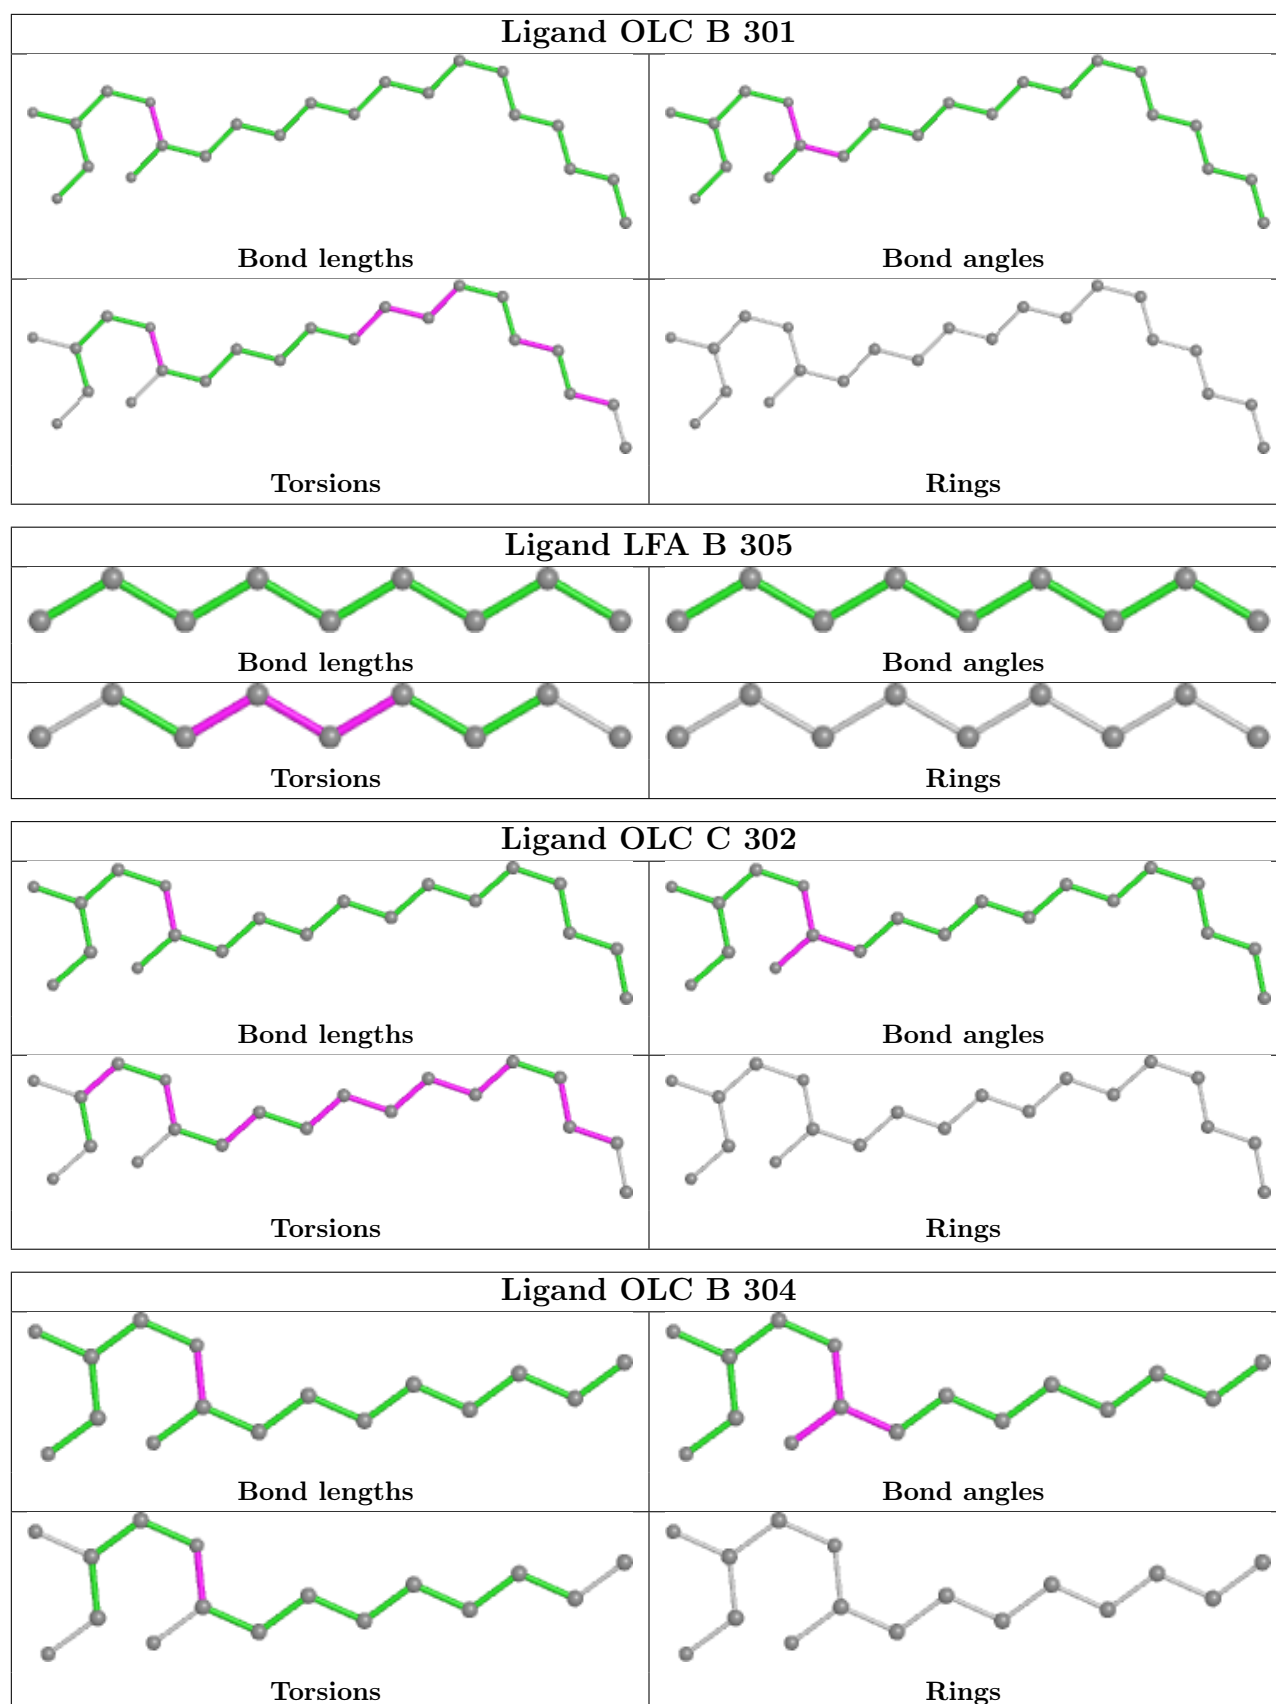 Ligand OLC B 301
Bond lengths
Bond angles
Torsions
Rings
Ligand LFA B 305
Bond lengths
Bond angles
Torsions
Rings
Ligand OLC C 302
Bond lengths
Bond angles
Torsions
Rings
Ligand OLC B 304
Bond lengths
Bond angles
Torsions
Rings